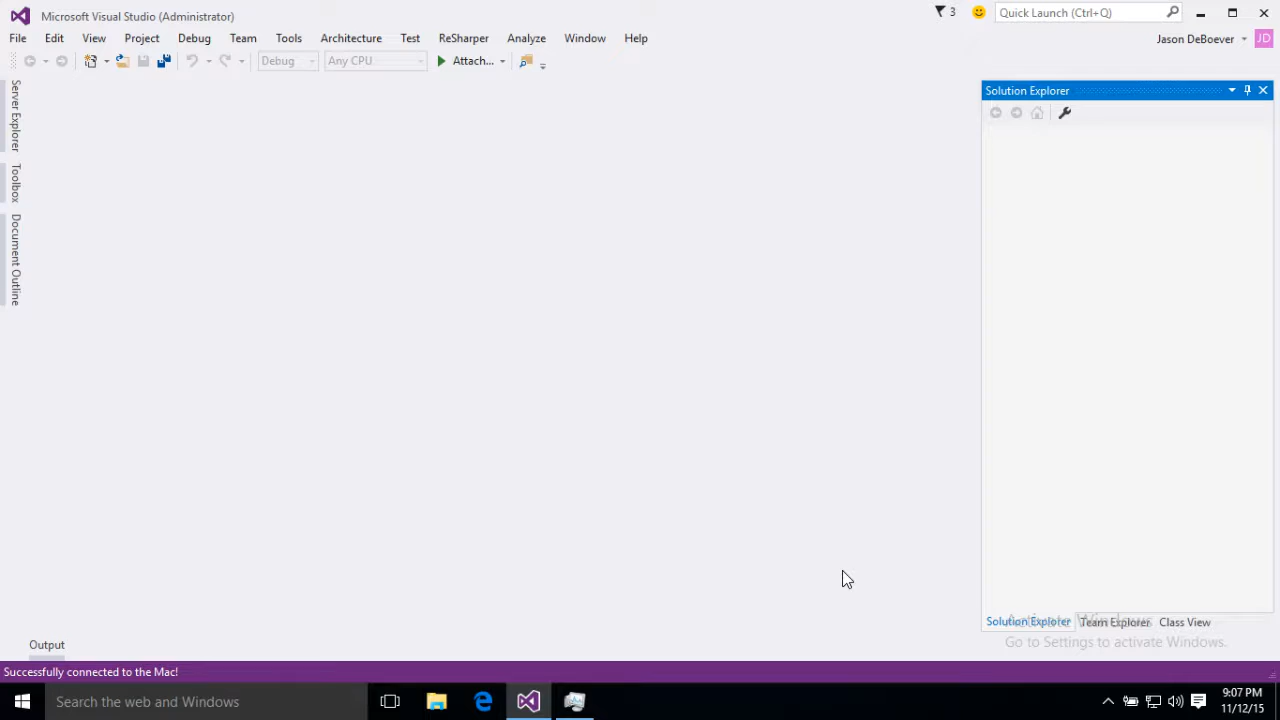 Microsoft Visual Studio (Administrator)
3
Quick Launch (Ctrl+Q)
File Edit View Project Debug Team Tools Architecture Test ReSharper Analyze Window Help
Jason DeBoever JD
Debug Any CPU Attach...
Server Explorer
Toolbox
Document Outline
Solution Explorer
Solution Explorer Team Explorer Class View
Activate Windows
Go to Settings to activate Windows.
Output
Successfully connected to the Mac!
Search the web and Windows
9:07 PM
11/12/15